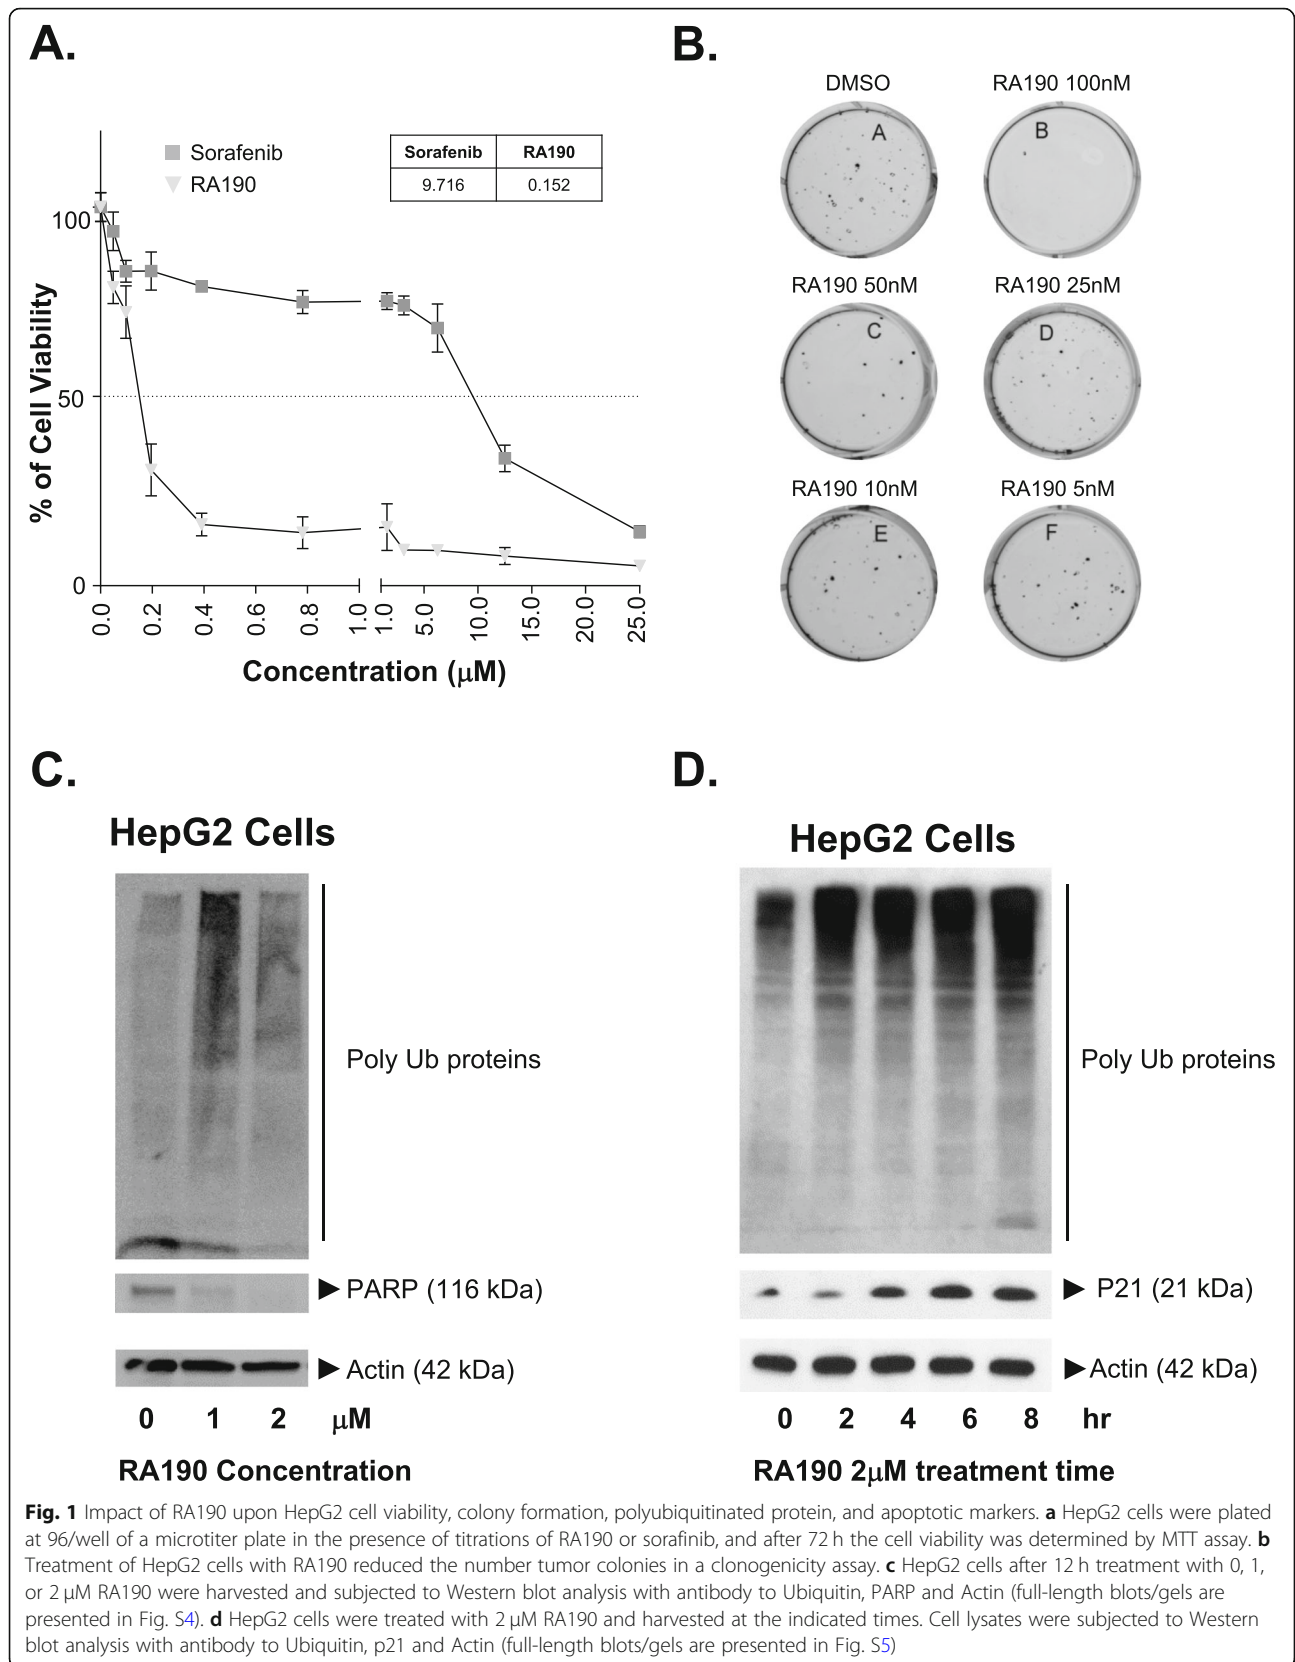 A.
Sorafenib
RA190
Sorafenib RA190
9.716 0.152
100
50
0
% of Cell Viability
0.0 0.2 0.4 0.6 0.8 1.0 1.0 5.0 10.0 15.0 20.0 25.0
Concentration (μM)
B.
DMSO RA190 100nM
A B
RA190 50nM RA190 25nM
C D
RA190 10nM RA190 5nM
E F
C.
HepG2 Cells
Poly Ub proteins
PARP (116 kDa)
Actin (42 kDa)
0 1 2 μM
RA190 Concentration
D.
HepG2 Cells
Poly Ub proteins
P21 (21 kDa)
Actin (42 kDa)
0 2 4 6 8 hr
RA190 2μM treatment time
Fig. 1 Impact of RA190 upon HepG2 cell viability, colony formation, polyubiquitinated protein, and apoptotic markers. a HepG2 cells were plated
at 96/well of a microtiter plate in the presence of titrations of RA190 or sorafinib, and after 72 h the cell viability was determined by MTT assay. b
Treatment of HepG2 cells with RA190 reduced the number tumor colonies in a clonogenicity assay. c HepG2 cells after 12 h treatment with 0, 1,
or 2 μM RA190 were harvested and subjected to Western blot analysis with antibody to Ubiquitin, PARP and Actin (full-length blots/gels are
presented in Fig. S4). d HepG2 cells were treated with 2 μM RA190 and harvested at the indicated times. Cell lysates were subjected to Western
blot analysis with antibody to Ubiquitin, p21 and Actin (full-length blots/gels are presented in Fig. S5)